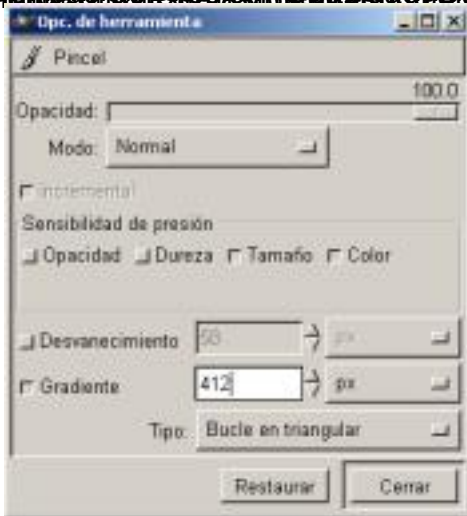 Opc. de herramienta
Pincel
100.0
Opacidad:
Modo: Normal
Incremental
Sensibilidad de presión
Opacidad Dureza Tamaño Color
Desvanecimiento 58 px
Gradiente 412 px
Tipo: Bucle en triangular
Restaurar Cerrar